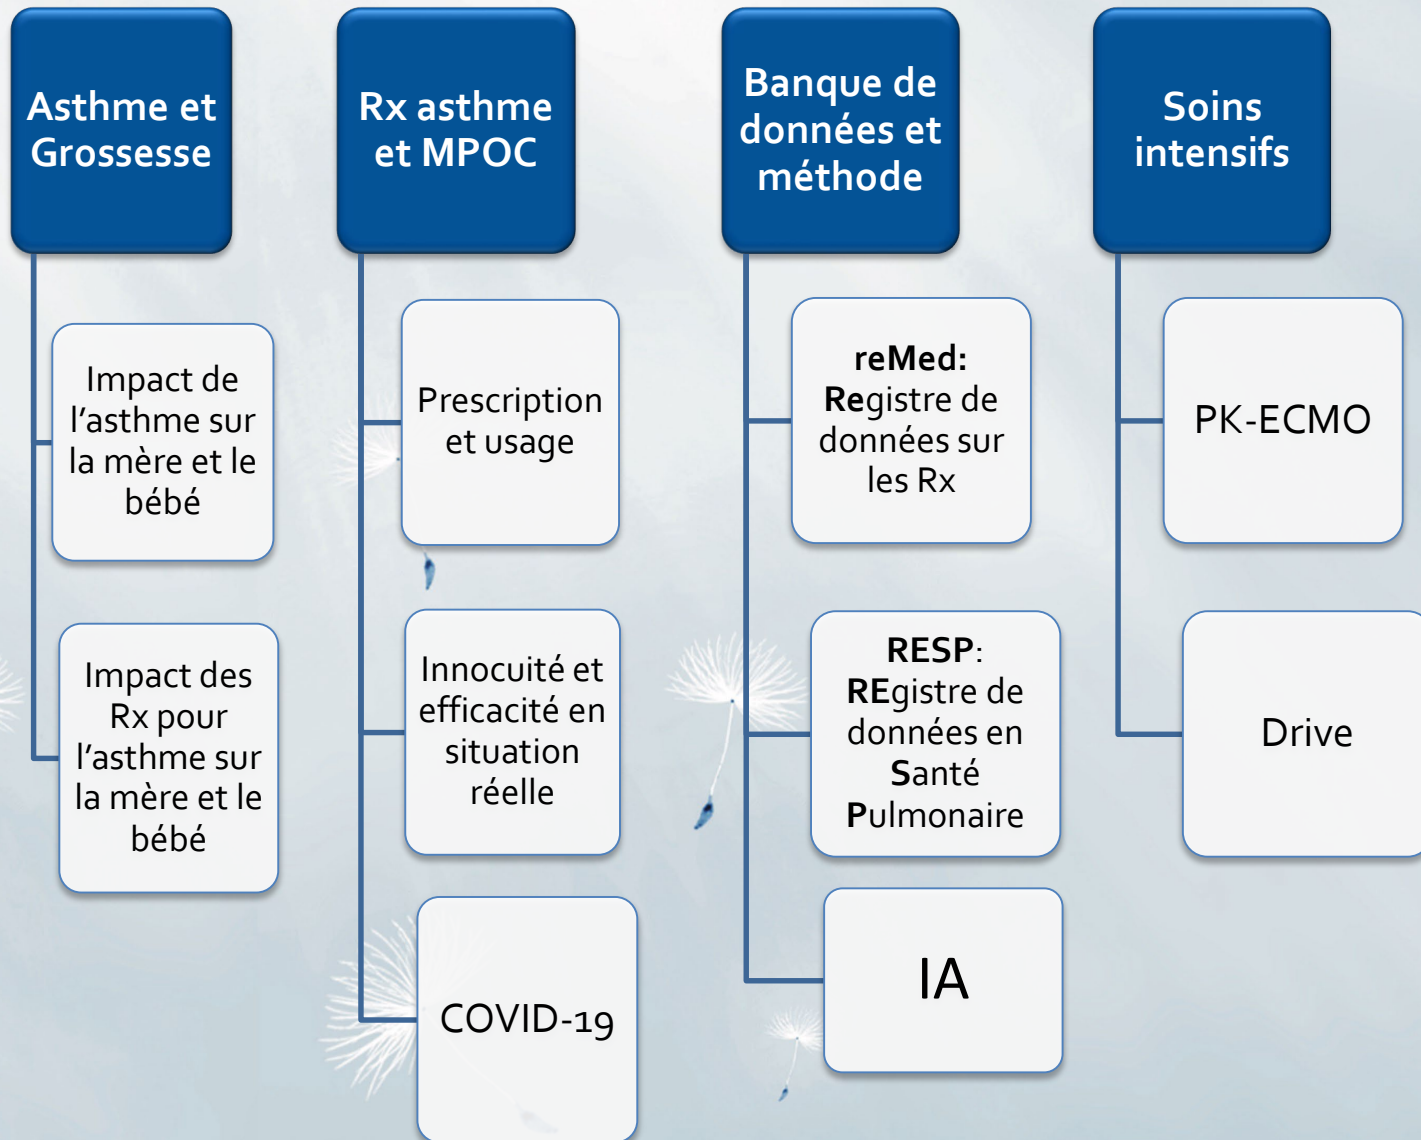 Asthme et
Grossesse
Impact de
l'asthme sur
la mère et le
bébé
Impact des
Rx pour
l'asthme sur
la mère et le
bébé
Rx asthme
et MPOC
Prescription
et usage
Innocuité et
efficacité en
situation
réelle
COVID-19
Banque de
données et
méthode
reMed:
Registre de
données sur
les Rx
RESP:
REgistre de
données en
Santé
Pulmonaire
IA
Soins
intensifs
PK-ECMO
Drive